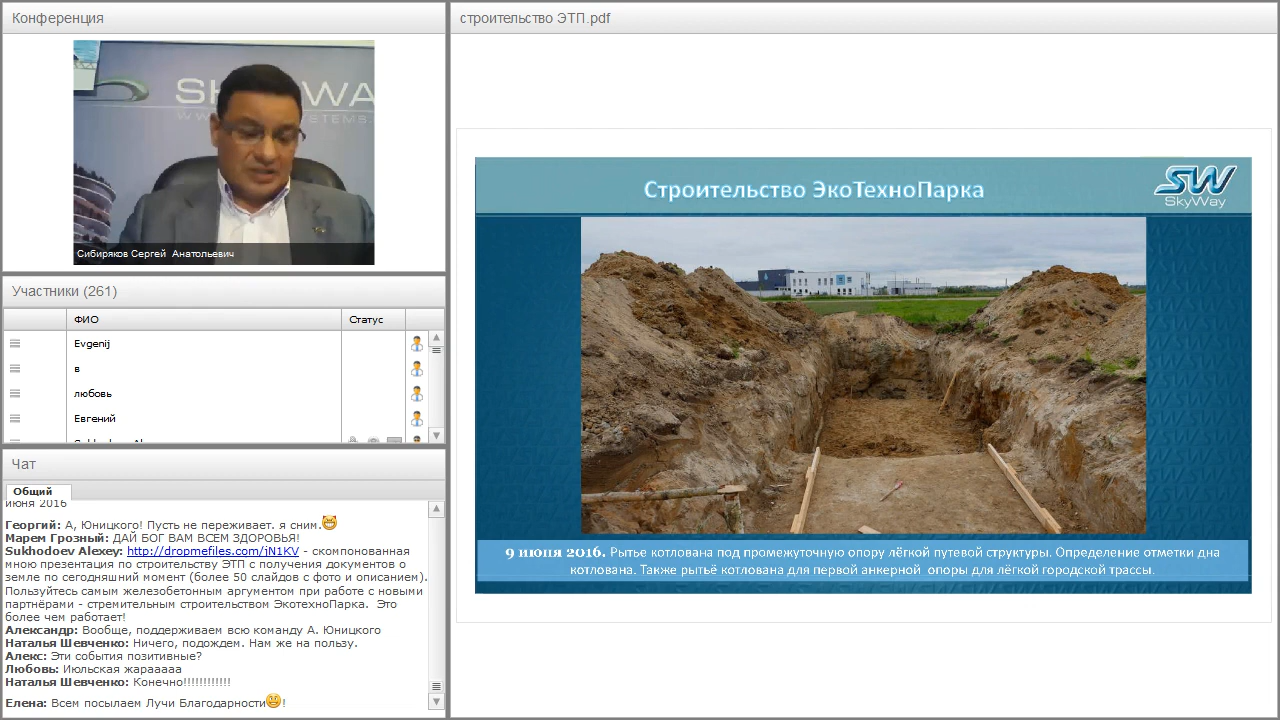 Конференция
SKYWA
Сибиряков Сергей Анатольевич
Участники (261)
ФИО
Статус
Evgenij
в
любовь
Евгений
Чат
Общий
июня 2016
Георгий: А, Юницкого! Пусть не переживает. я сним.
Марем Грозный: ДАЙ БОГ ВАМ ВСЕМ ЗДОРОВЬЯ!
Sukhodoev Alexey: http://dropmefiles.com/jN1KV - скомпонованная
мною презентация по строительству ЭТП с получения документов о
земле по сегодняшний момент (более 50 слайдов с фото и описанием).
Пользуйтесь самым железобетонным аргументом при работе с новыми
партнёрами - стремительным строительством ЭкотехноПарка. Это
более чем работает!
Александр: Вообще, поддерживаем всю команду А. Юницкого
Наталья Шевченко: Ничего, подождем. Нам же на пользу.
Алекс: Эти события позитивные?
Любовь: Июльская жарааааа
Наталья Шевченко: Конечно!!!!!!!!!!!!
Елена: Всем посылаем Лучи Благодарности!
строительство ЭТП.pdf
Строительство ЭкоТехноПарка
SW
SkyWay
9 июня 2016. Рытье котлована под промежуточную опору лёгкой путевой структуры. Определение отметки дна
котлована. Также рытьё котлована для первой анкерной опоры для лёгкой городской трассы.